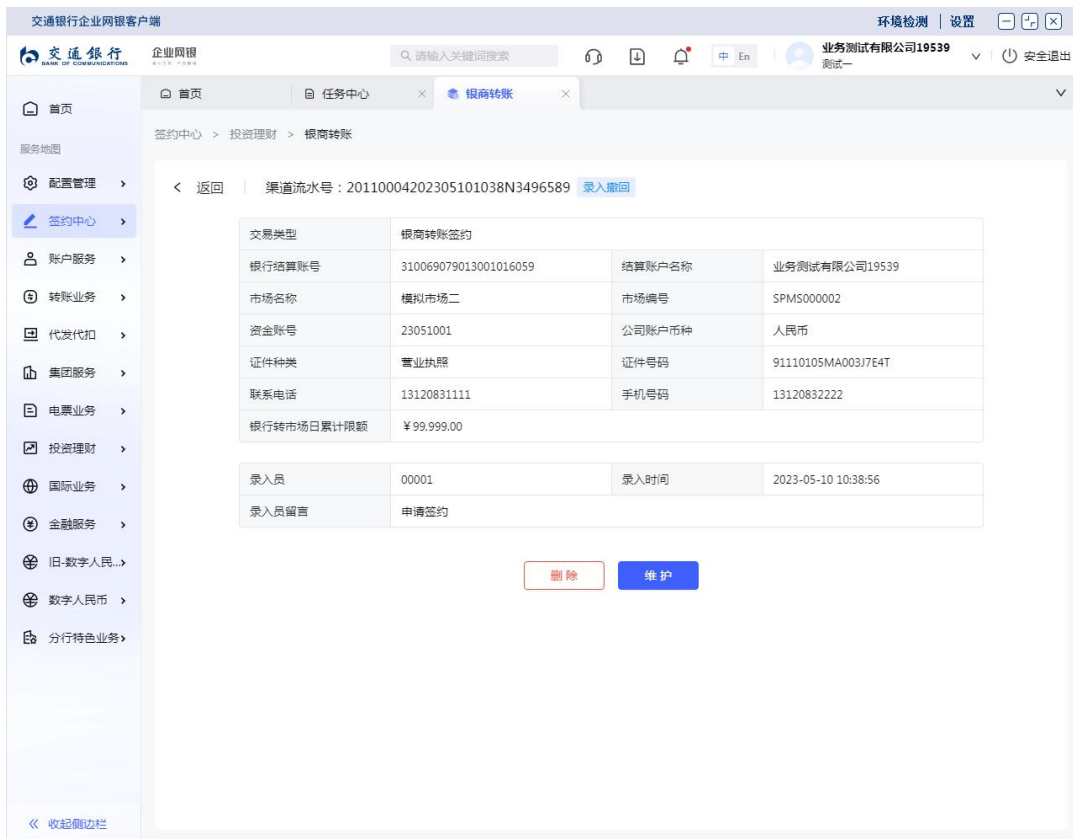 交通银行企业网银客户端
环境检测 | 设置
交通銀行 BANK OF COMMUNICATIONS 企业网银
请输入关键词搜索
中 En
业务测试有限公司19539
测试一
安全退出
首页 任务中心 × 银商转账 ×
首页
服务地图
配置管理
签约中心
账户服务
转账业务
代发代扣
集团服务
电票业务
投资理财
国际业务
金融服务
旧-数字人民...
数字人民币
分行特色业务
收起侧边栏
签约中心 > 投资理财 > 银商转账
返回 渠道流水号：20110004202305101038N3496589 录入撤回
交易类型 银商转账签约
银行结算账号 310069079013001016059 结算账户名称 业务测试有限公司19539
市场名称 模拟市场二 市场编号 SPMS000002
资金账号 23051001 公司账户币种 人民币
证件种类 营业执照 证件号码 91110105MA003J7E4T
联系电话 13120831111 手机号码 13120832222
银行转市场日累计限额 ￥99,999.00
录入员 00001 录入时间 2023-05-10 10:38:56
录入员留言 申请签约
删 除 维 护